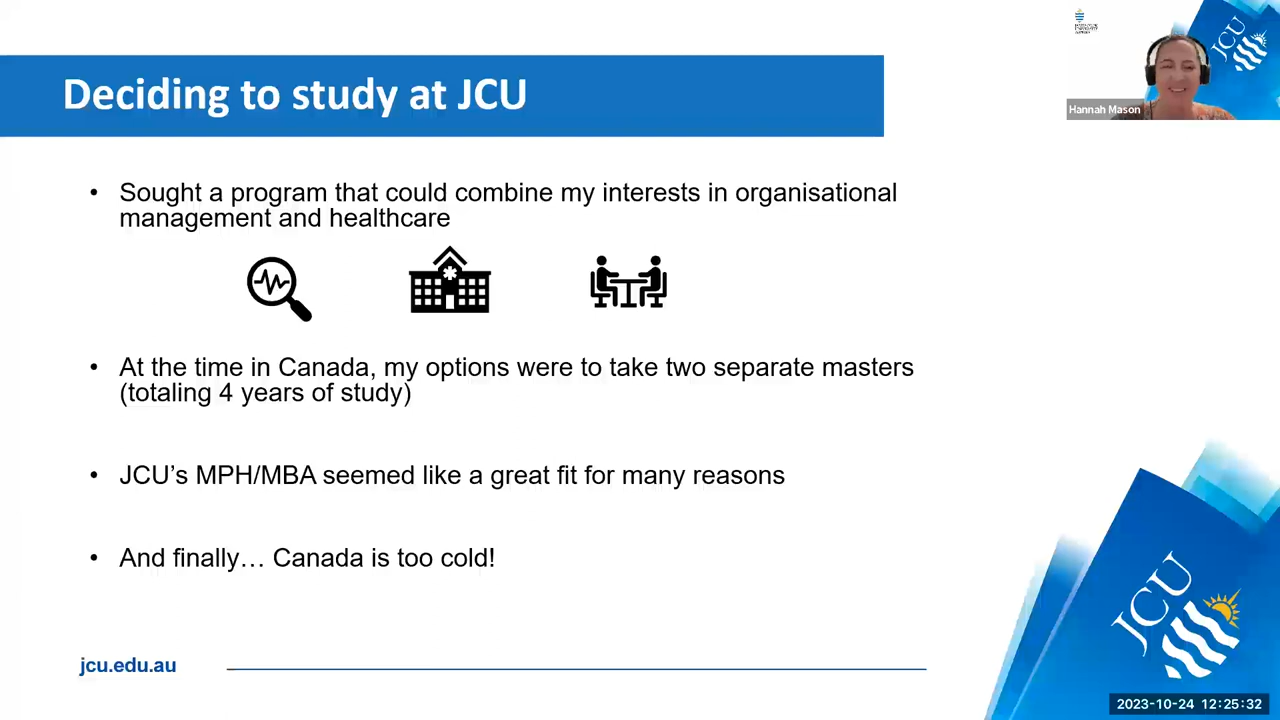 Deciding to study at JCU
JCU
Hannah Mason
• Sought a program that could combine my interests in organisational
management and healthcare
• At the time in Canada, my options were to take two separate masters
(totaling 4 years of study)
• JCU’s MPH/MBA seemed like a great fit for many reasons
• And finally… Canada is too cold!
JCU
jcu.edu.au
2023-10-24 12:25:32